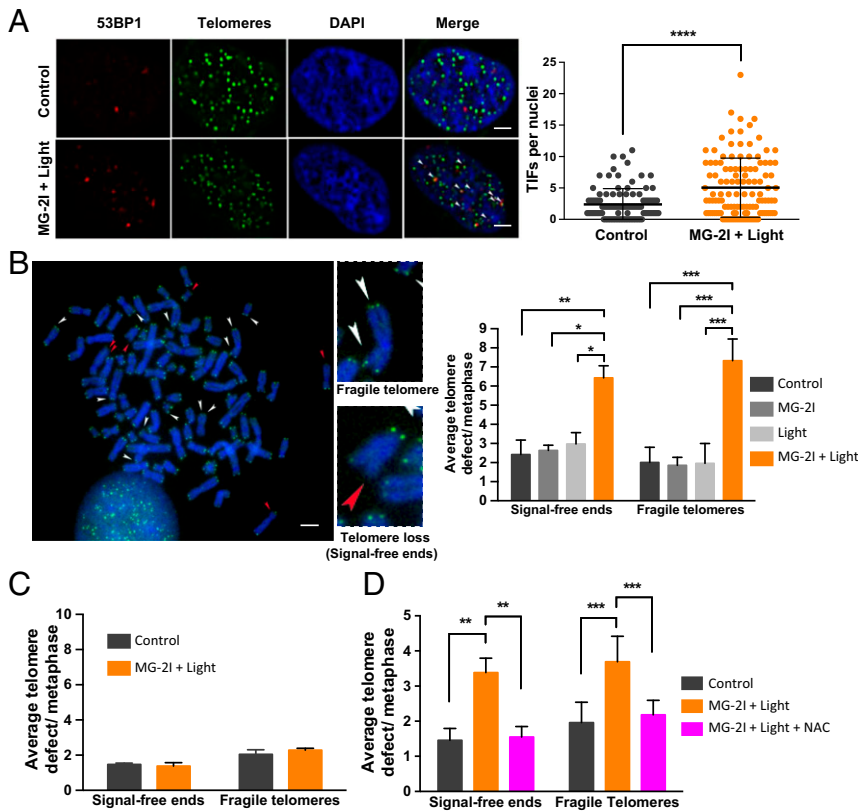 A
53BP1 Telomeres DAPI Merge
Control
MG-2I + Light
****
TIFs per nuclei
25
20
15
10
5
0
Control MG-2I + Light
B
Fragile telomere
Telomere loss
(Signal-free ends)
Average telomere
defect/ metaphase
9
8
7
6
5
4
3
2
1
0
** * * *** *** ***
Signal-free ends Fragile telomeres
Control
MG-2I
Light
MG-2I + Light
C
Average telomere
defect/ metaphase
10
8
6
4
2
0
Control
MG-2I + Light
Signal-free ends Fragile telomeres
D
Average telomere
defect/ metaphase
5
4
3
2
1
0
** ** *** ***
Signal-free ends Fragile Telomeres
Control
MG-2I + Light
MG-2I + Light + NAC